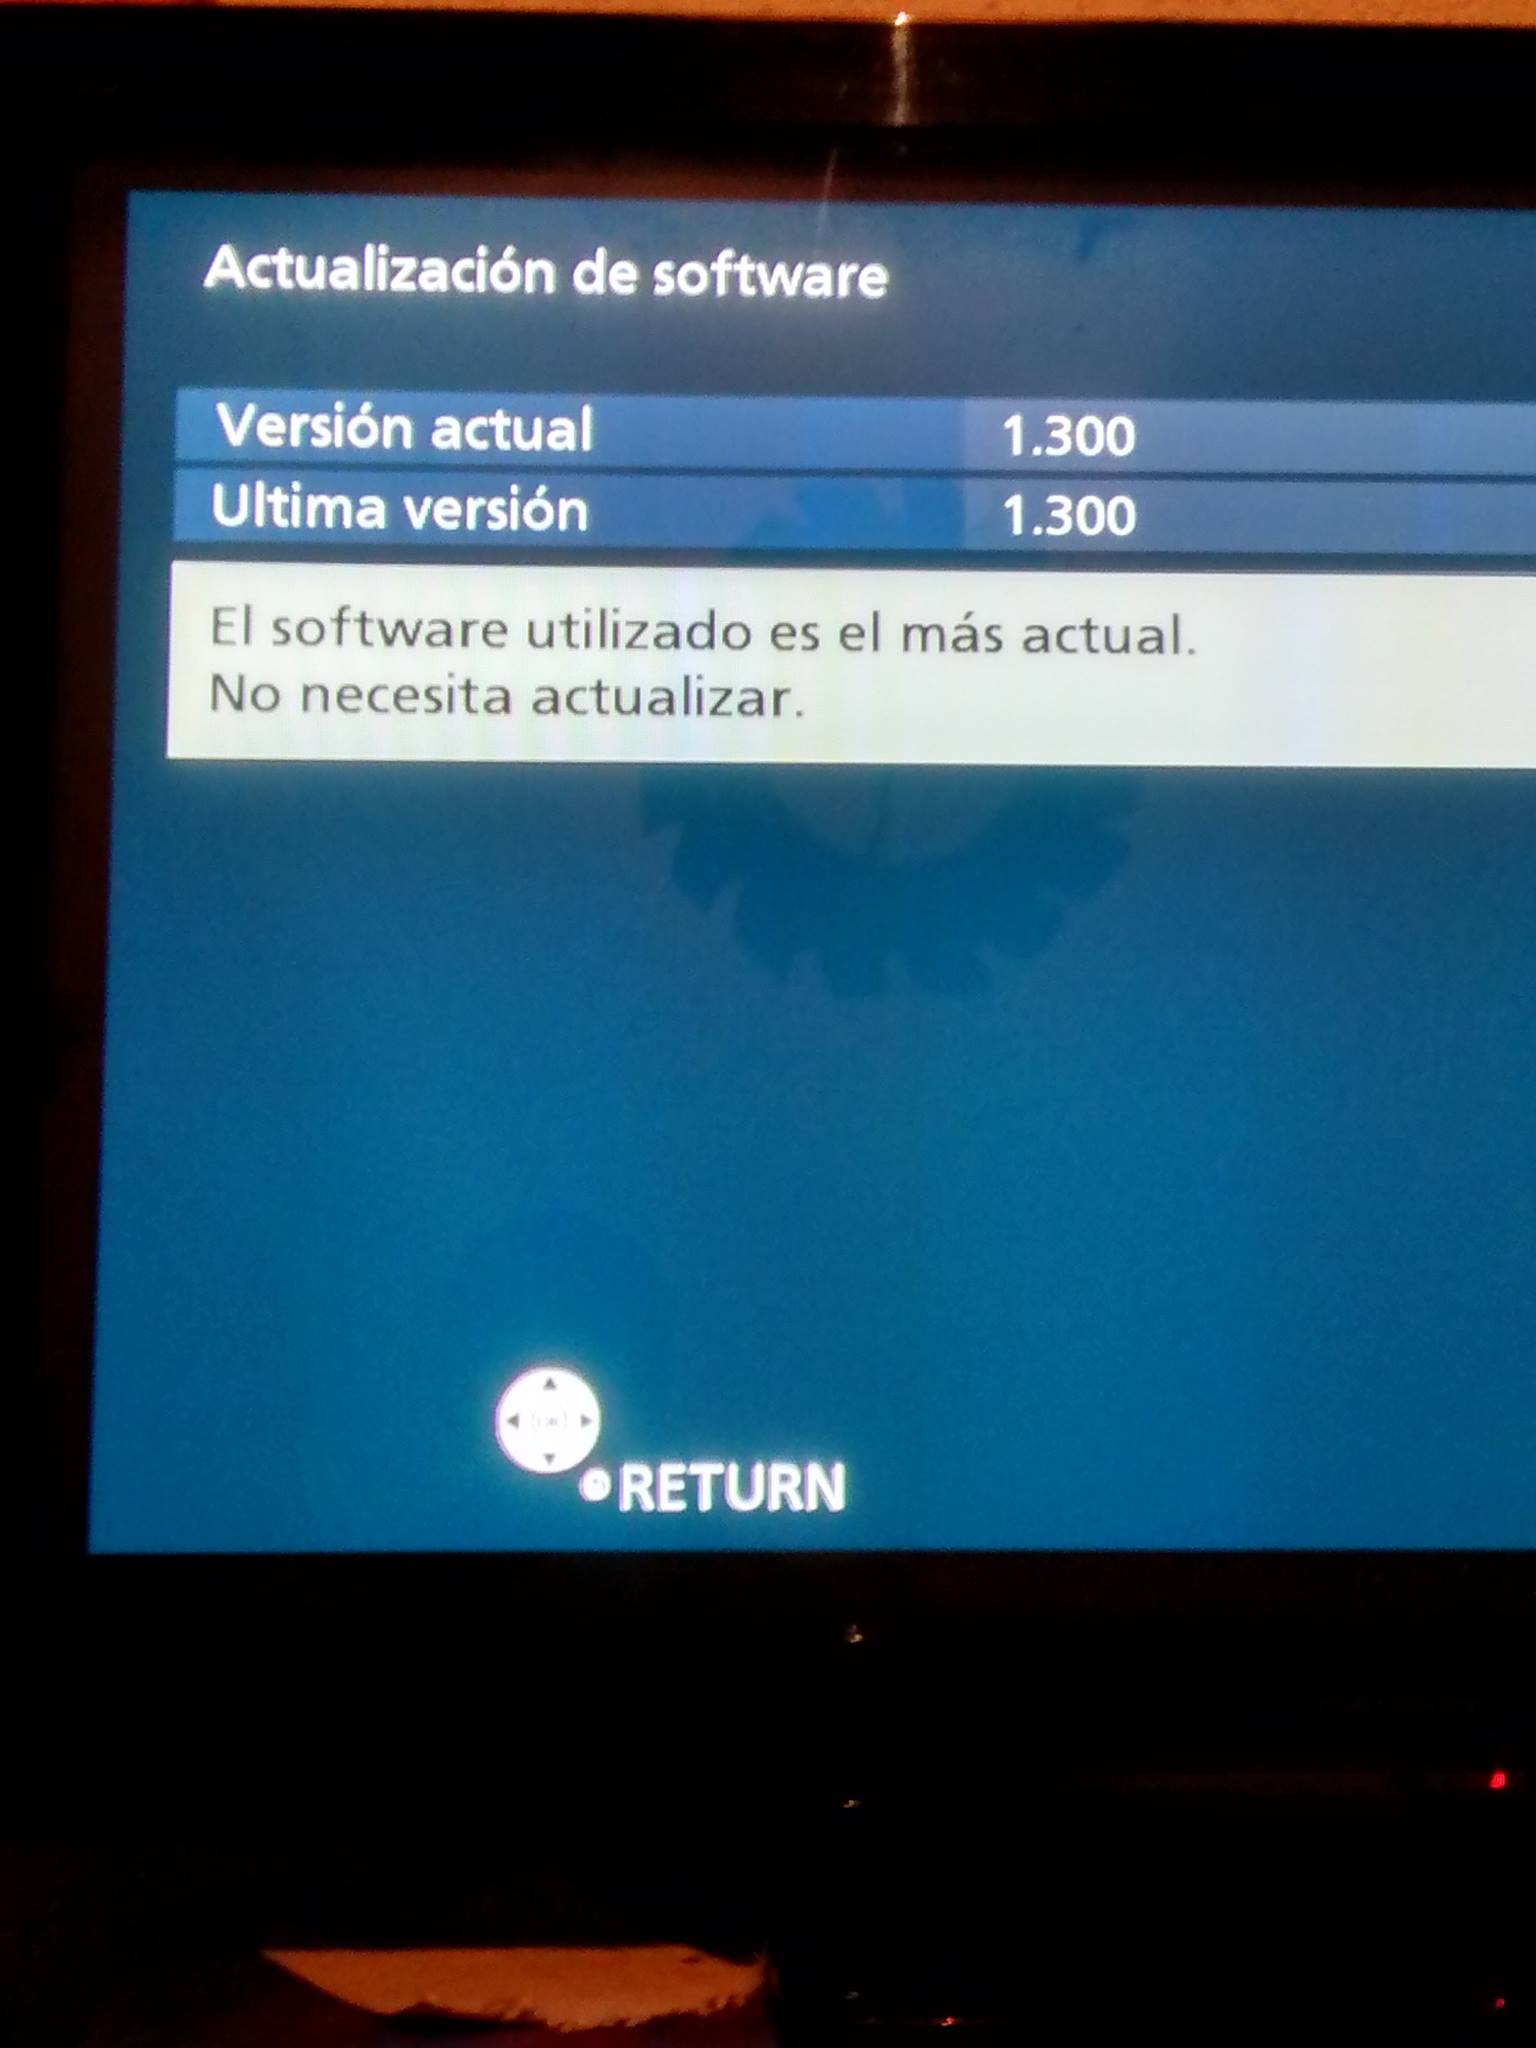 Actualización de software
Versión actual 1.300
Ultima versión 1.300
El software utilizado es el más actual.
No necesita actualizar.
OK
RETURN